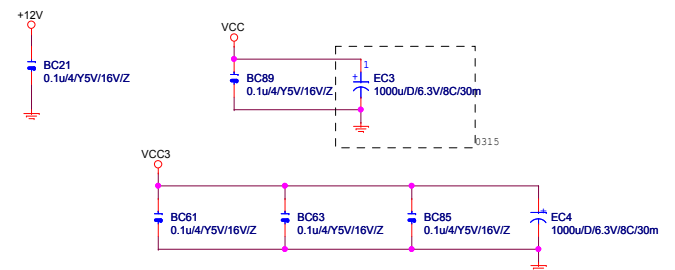 +12V
BC21
0.1u/4/Y5V/16V/Z
VCC
BC89
0.1u/4/Y5V/16V/Z
1
+
EC3
1000u/D/6.3V/8C/30m
0315
VCC3
BC61
0.1u/4/Y5V/16V/Z
BC63
0.1u/4/Y5V/16V/Z
BC85
0.1u/4/Y5V/16V/Z
+
EC4
1000u/D/6.3V/8C/30m